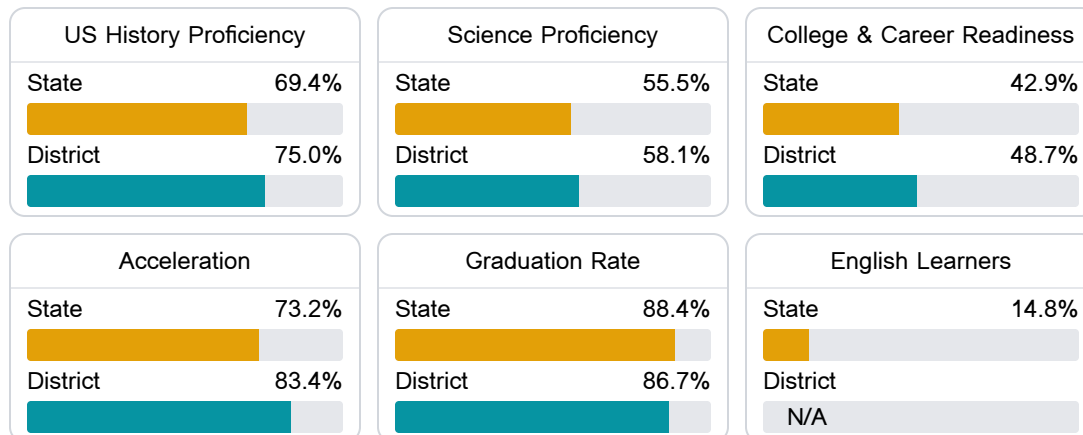 US History Proficiency
State 69.4%
District 75.0%
Science Proficiency
State 55.5%
District 58.1%
College & Career Readiness
State 42.9%
District 48.7%
Acceleration
State 73.2%
District 83.4%
Graduation Rate
State 88.4%
District 86.7%
English Learners
State 14.8%
District
N/A